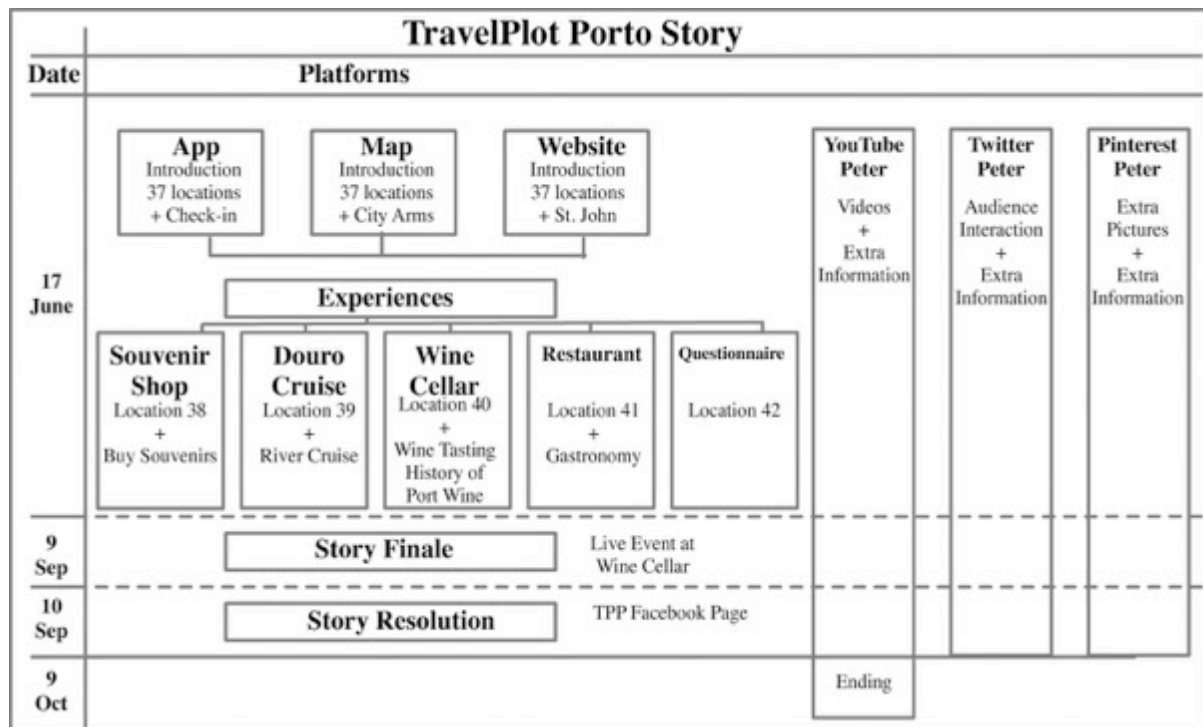 TravelPlot Porto Story
Date
Platforms
App
Introduction
37 locations
+ Check-in
Map
Introduction
37 locations
+ City Arms
Website
Introduction
37 locations
+ St. John
YouTube
Peter
Videos
+
Extra
Information
Twitter
Peter
Audience
Interaction
+
Extra
Information
Pinterest
Peter
Extra
Pictures
+
Extra
Information
17
June
Experiences
Souvenir
Shop
Location 38
+
Buy Souvenirs
Douro
Cruise
Location 39
+
River Cruise
Wine
Cellar
Location 40
+
Wine Tasting
History of
Port Wine
Restaurant
Location 41
+
Gastronomy
Questionnaire
Location 42
9
Sep
Story Finale
Live Event at
Wine Cellar
10
Sep
Story Resolution
TPP Facebook Page
9
Oct
Ending